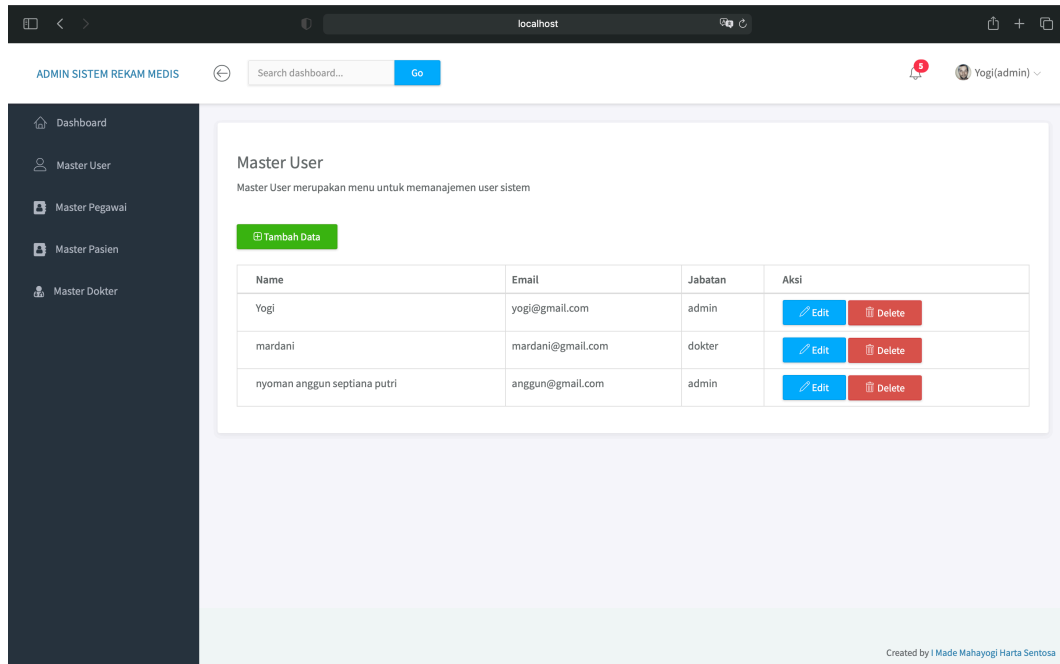 localhost
ADMIN SISTEM REKAM MEDIS
Search dashboard...
Go
5
Yogi(admin)
Dashboard
Master User
Master Pegawai
Master Pasien
Master Dokter
Master User
Master User merupakan menu untuk memanajemen user sistem
Tambah Data
Name Email Jabatan Aksi
Yogi yogi@gmail.com admin Edit Delete
mardani mardani@gmail.com dokter Edit Delete
nyoman anggun septiana putri anggun@gmail.com admin Edit Delete
Created by I Made Mahayogi Harta Sentosa